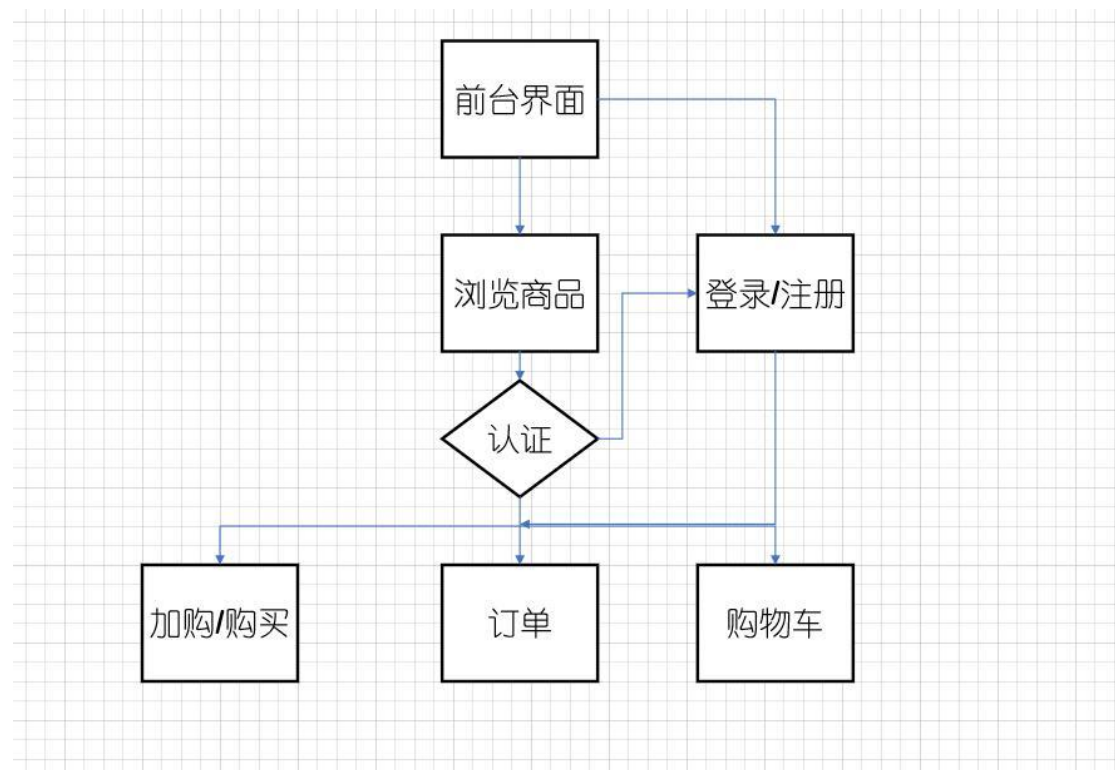 前台界面
浏览商品
登录/注册
认证
加购/购买
订单
购物车